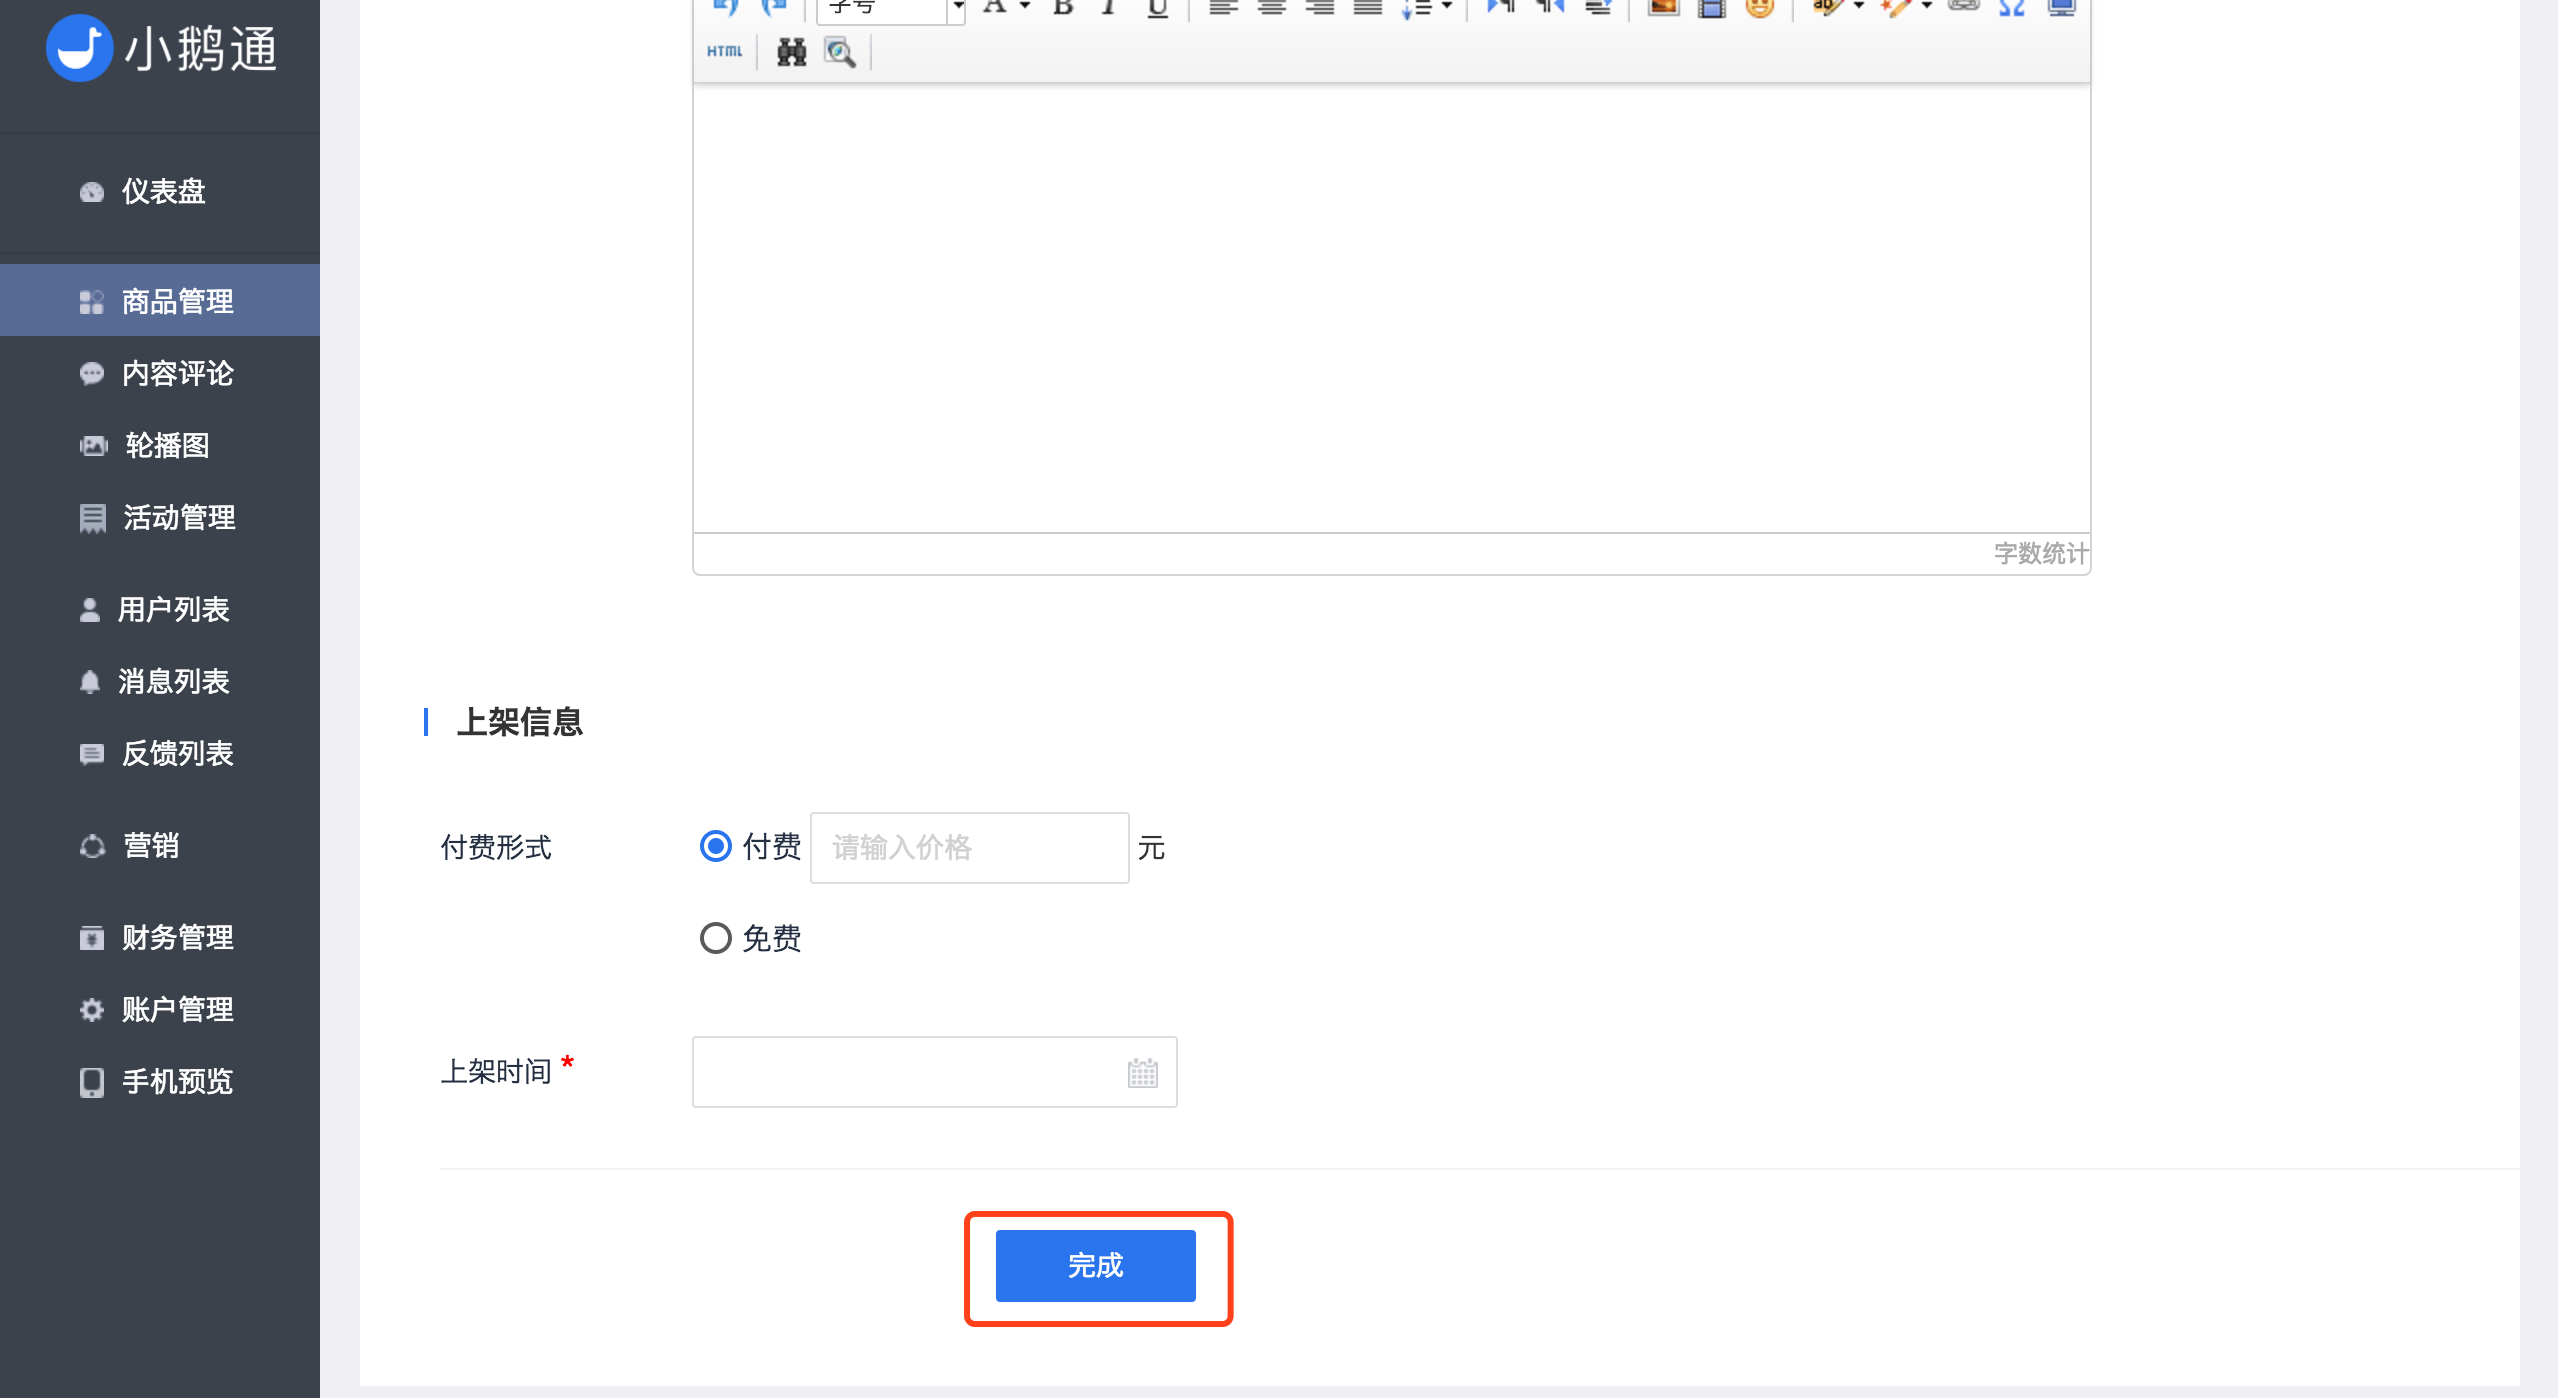 小鹅通
仪表盘
商品管理
内容评论
轮播图
活动管理
用户列表
消息列表
反馈列表
营销
财务管理
账户管理
手机预览
字号 A B I U
HTML
字数统计
上架信息
付费形式 付费 请输入价格 元
免费
上架时间 *
完成